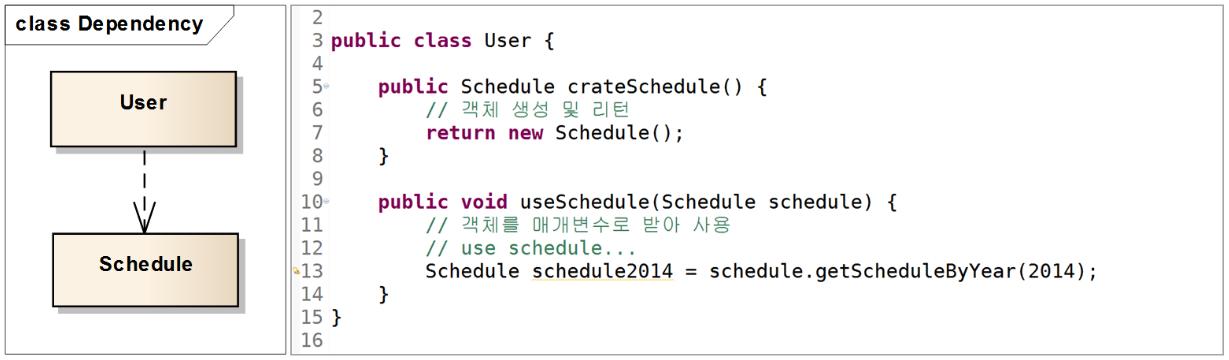 class Dependency
User
Schedule
2
3 public class User {
4
5 public Schedule crateSchedule() {
6 // 객체 생성 및 리턴
7 return new Schedule();
8 }
9
10 public void useSchedule(Schedule schedule) {
11 // 객체를 매개변수로 받아 사용
12 // use schedule...
13 Schedule schedule2014 = schedule.getScheduleByYear(2014);
14 }
15 }
16